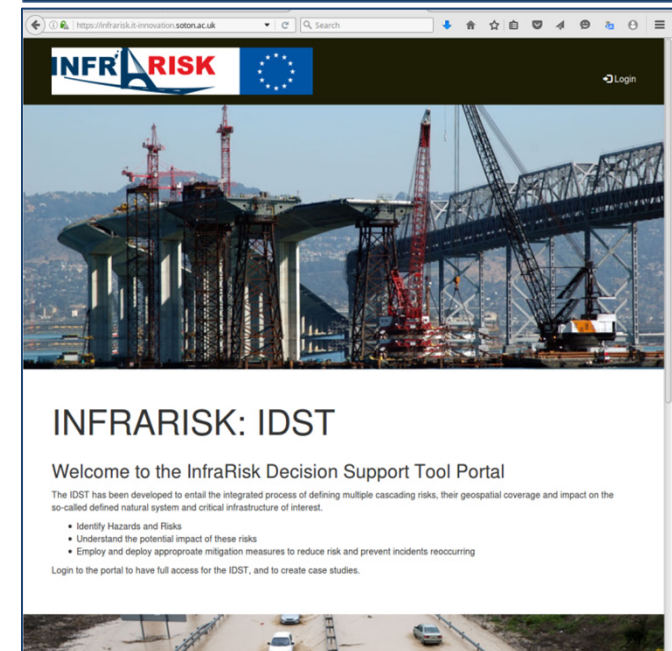 https://infrarisk.it-innovation.soton.ac.uk
Search
INFRARISK
Login
INFRARISK: IDST
Welcome to the InfraRisk Decision Support Tool Portal
The IDST has been developed to entail the integrated process of defining multiple cascading risks, their geospatial coverage and impact on the
so-called defined natural system and critical infrastructure of interest.
Identify Hazards and Risks
Understand the potential impact of these risks
Employ and deploy approproate mitigation measures to reduce risk and prevent incidents reoccurring
Login to the portal to have full access for the IDST, and to create case studies.